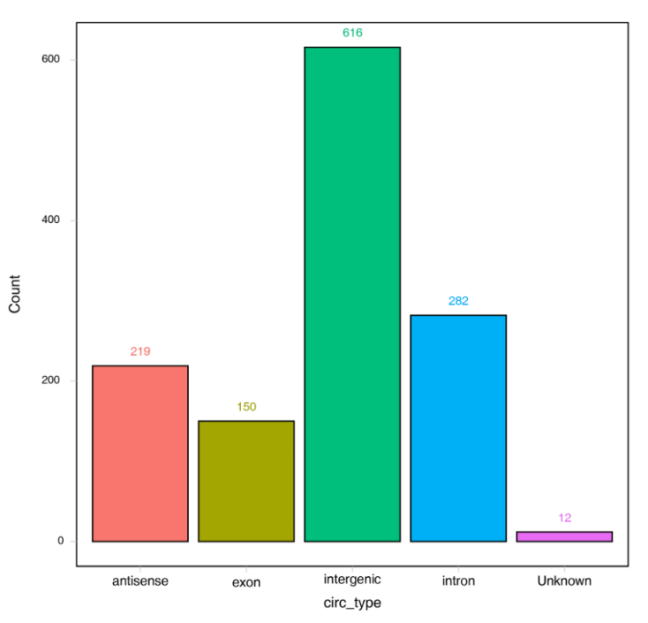 616
600
400
282
219
200
150
12
0
Count
antisense
exon
intergenic
intron
Unknown
circ_type